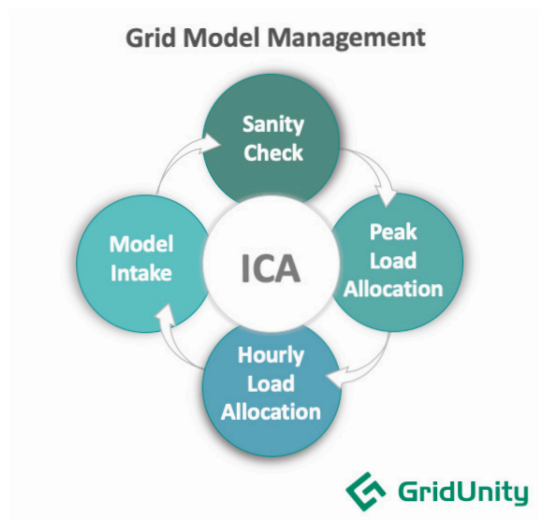 Grid Model Management
Sanity
Check
Peak
Load
Allocation
Model
Intake
ICA
Hourly
Load
Allocation
GridUnity